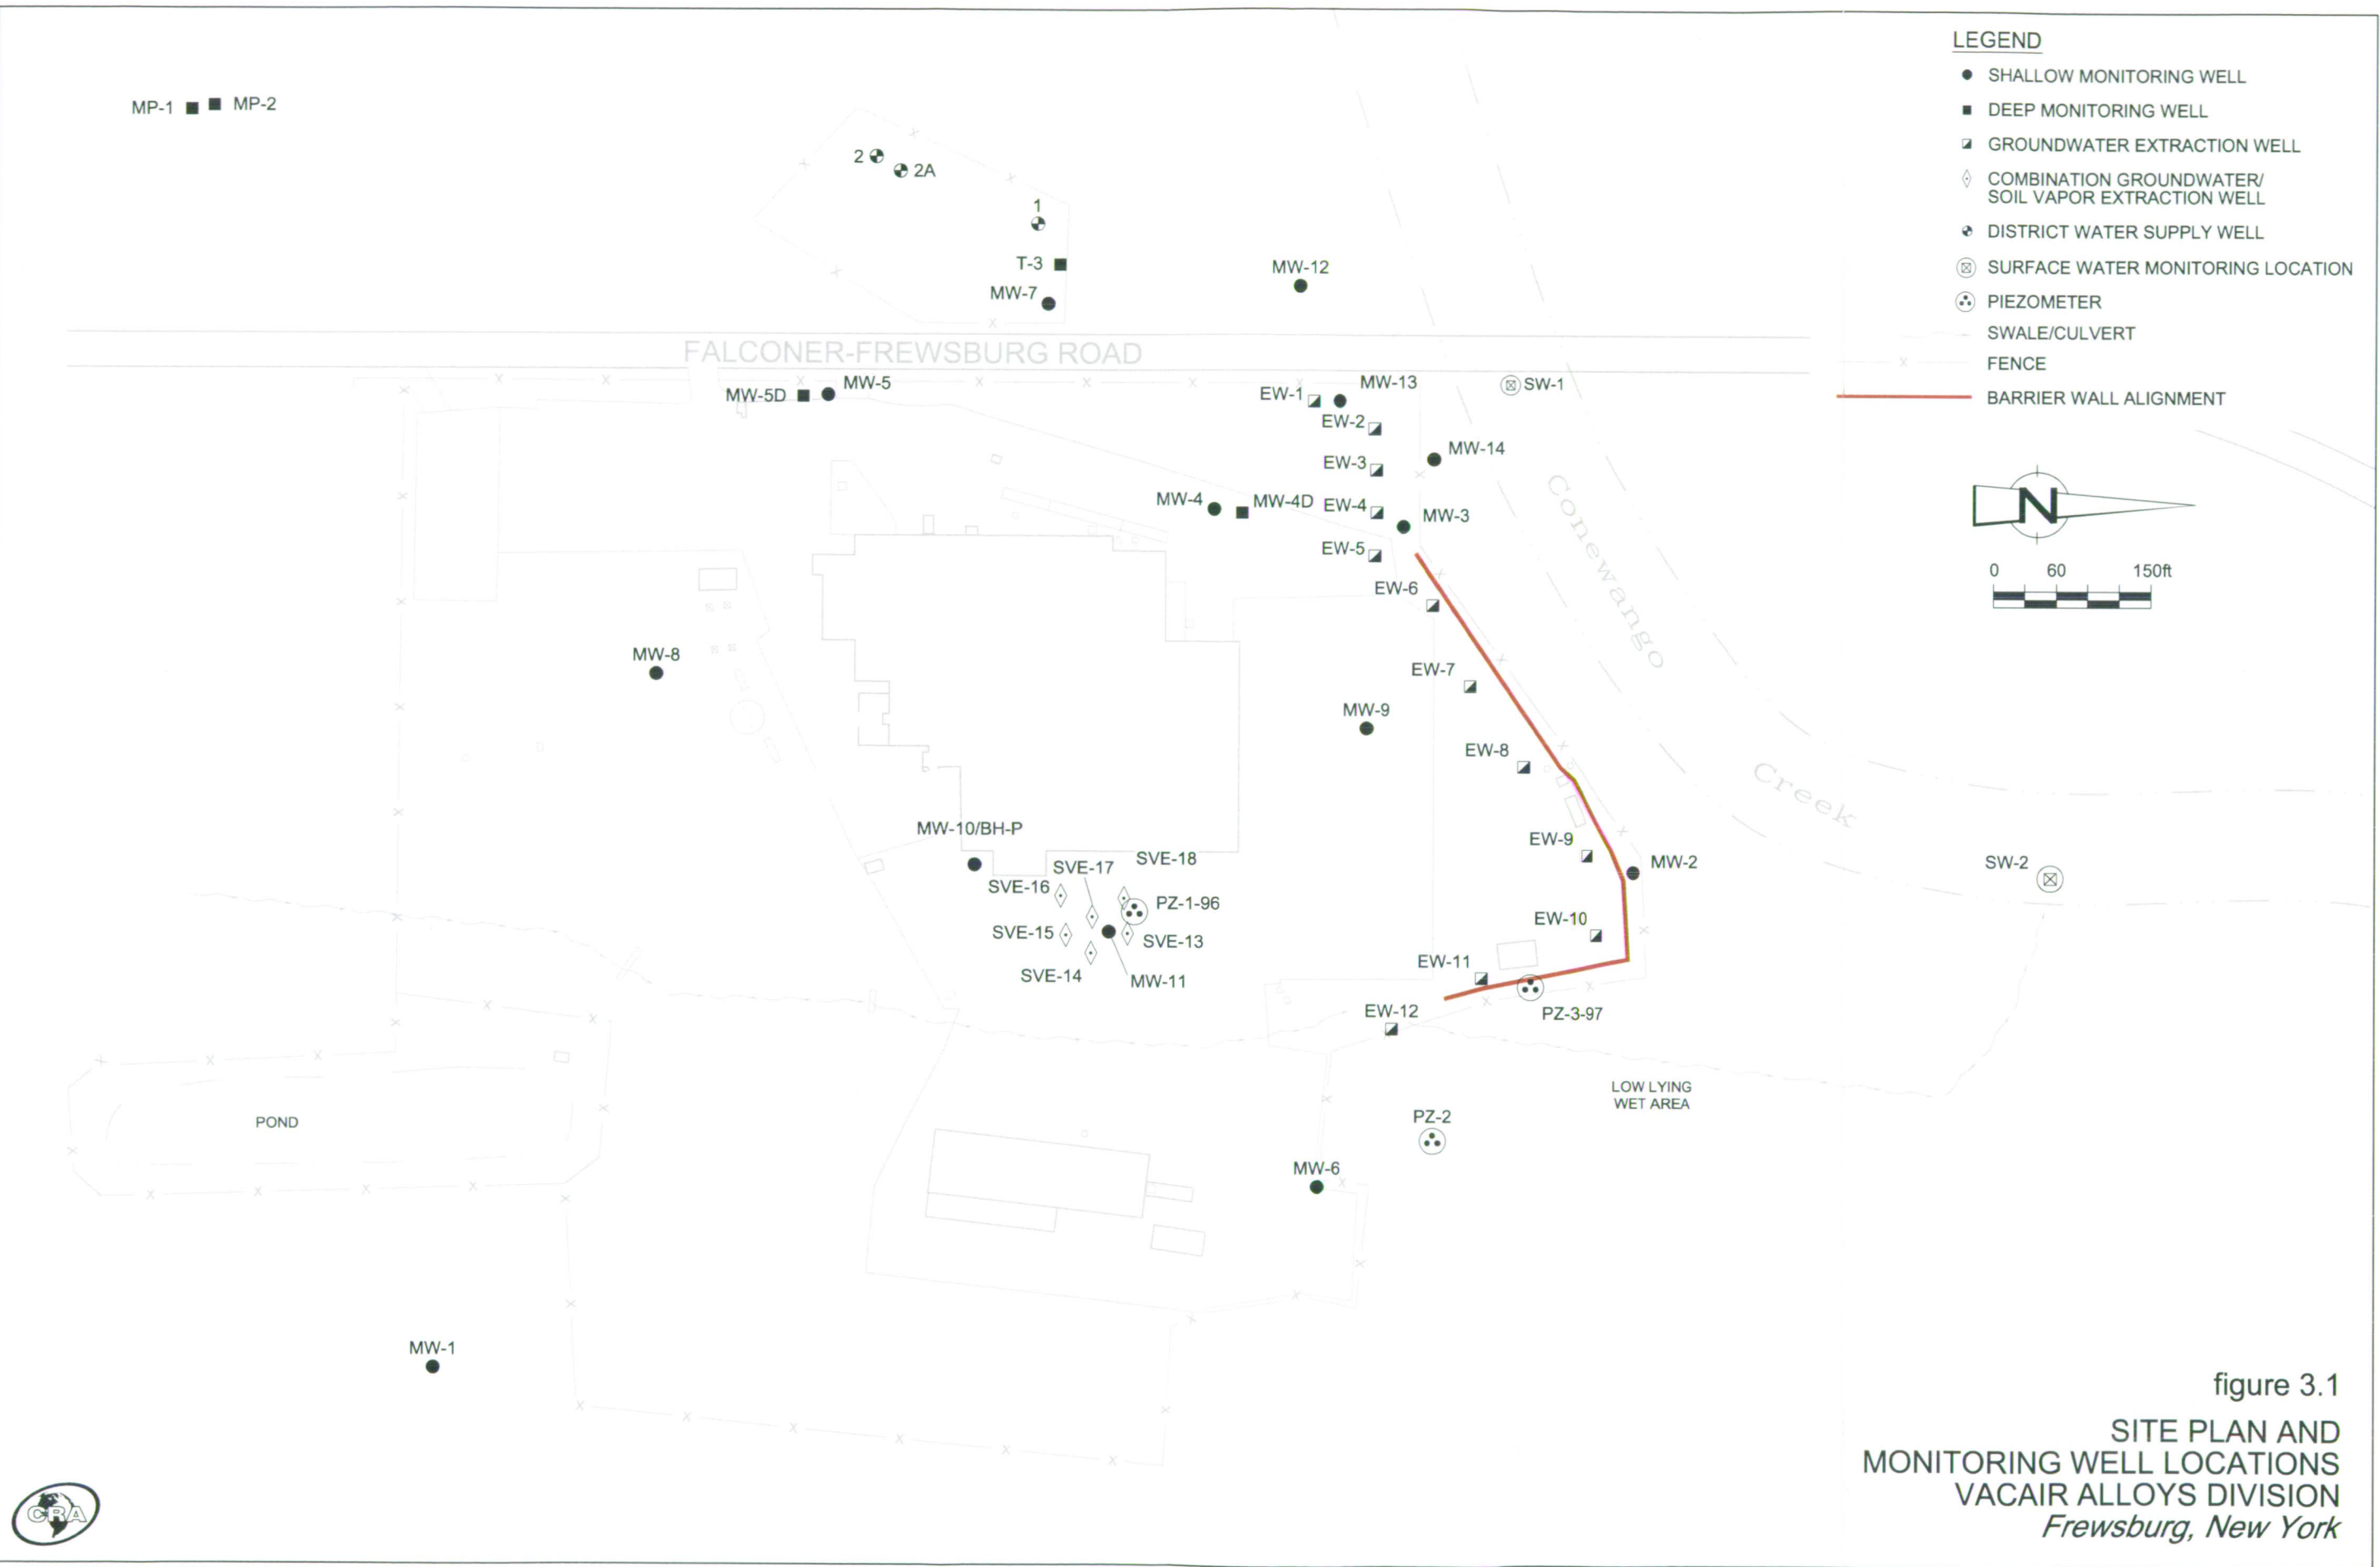 LEGEND
SHALLOW MONITORING WELL
DEEP MONITORING WELL
GROUNDWATER EXTRACTION WELL
COMBINATION GROUNDWATER/
SOIL VAPOR EXTRACTION WELL
DISTRICT WATER SUPPLY WELL
SURFACE WATER MONITORING LOCATION
PIEZOMETER
SWALE/CULVERT
X FENCE
BARRIER WALL ALIGNMENT
N
0 60 150ft
MP-1 MP-2
2
2A
1
T-3
MW-7
MW-12
FALCONER-FREWSBURG ROAD
MW-5D
MW-5
EW-1
MW-13
SW-1
EW-2
MW-14
EW-3
MW-4
MW-4D
EW-4
MW-3
EW-5
EW-6
Conewango
Creek
MW-8
EW-7
MW-9
EW-8
MW-10/BH-P
EW-9
MW-2
SW-2
SVE-18
SVE-17
SVE-16
PZ-1-96
SVE-15
SVE-13
SVE-14
MW-11
EW-10
EW-11
EW-12
PZ-3-97
LOW LYING
WET AREA
POND
PZ-2
MW-6
MW-1
figure 3.1
SITE PLAN AND
MONITORING WELL LOCATIONS
VACAIR ALLOYS DIVISION
Frewsburg, New York
CRA